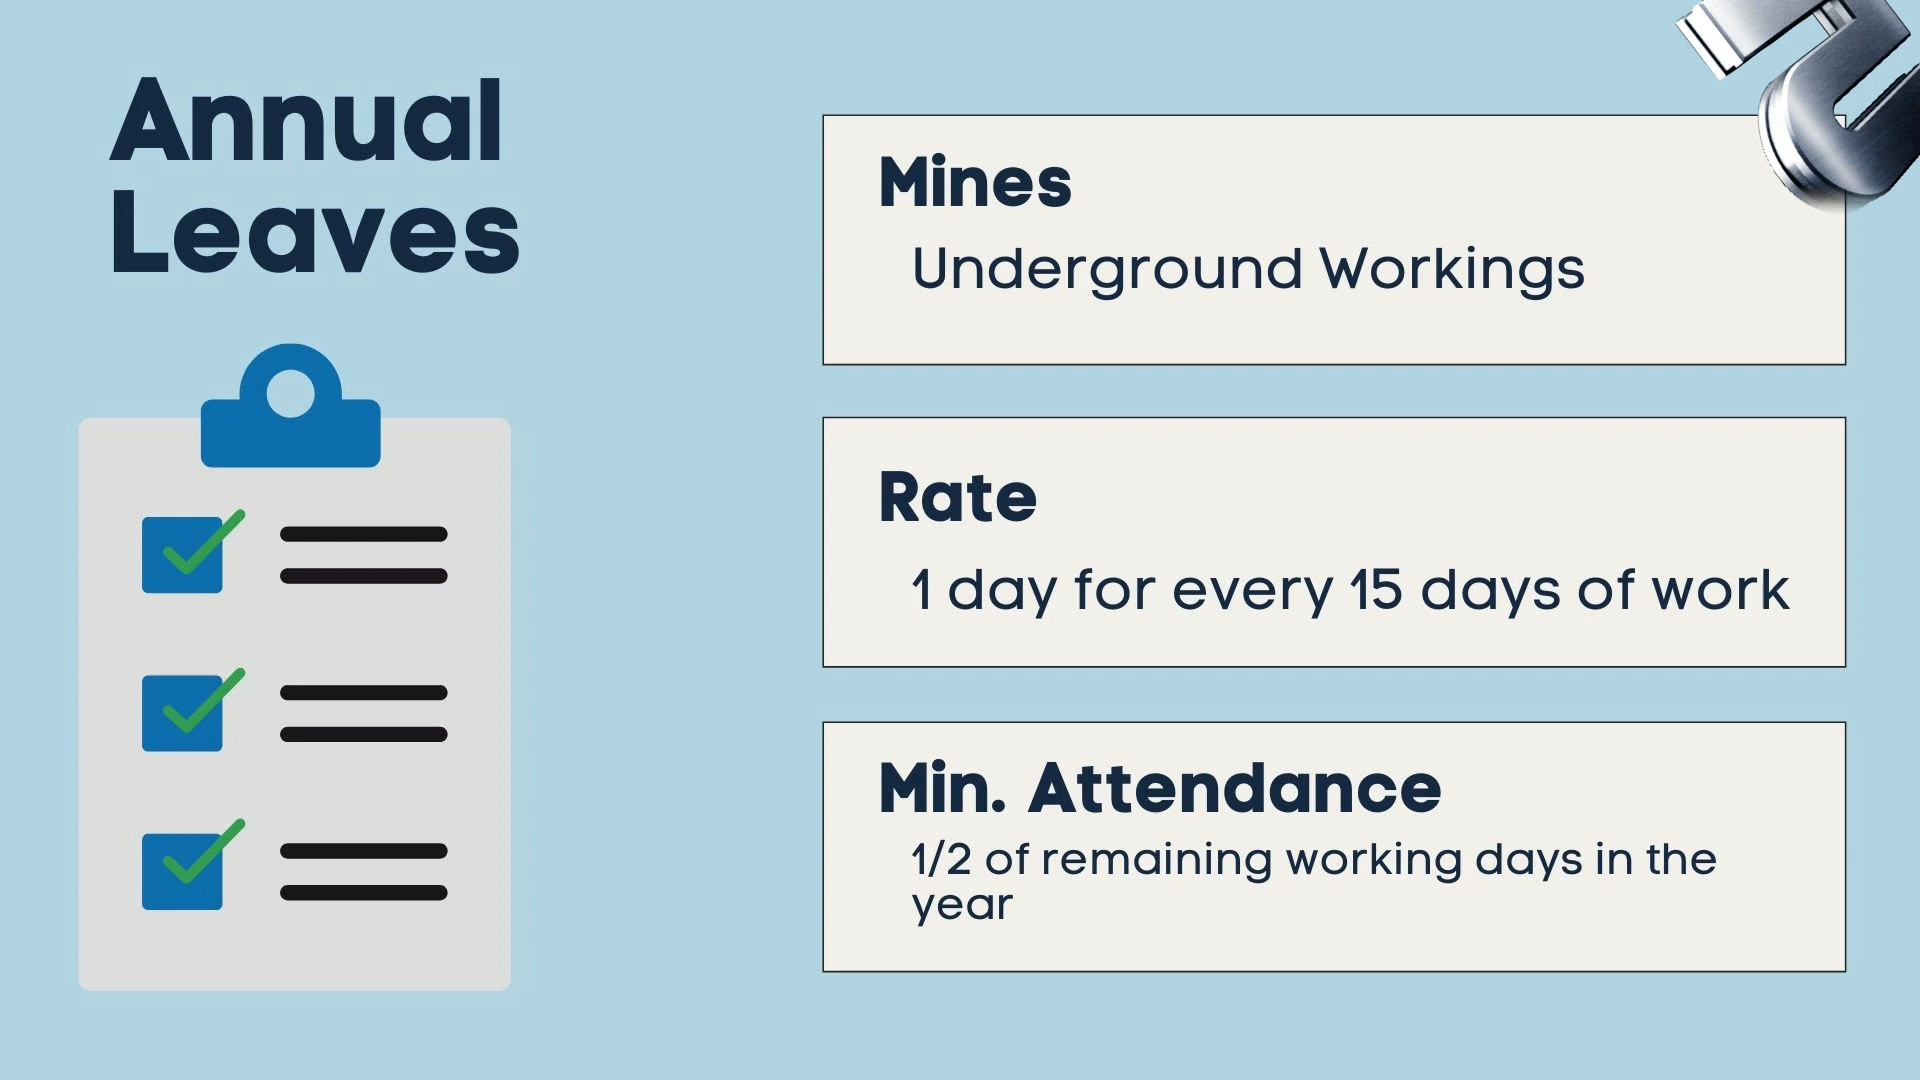 Annual
Leaves
Mines
Underground Workings
Rate
1 day for every 15 days of work
Min. Attendance
1/2 of remaining working days in the
year